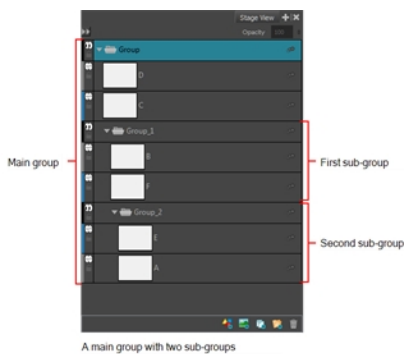 Stage View
Opacity
Group
D
C
Group_1
B
F
Group_2
E
A
Main group
First sub-group
Second sub-group
A main group with two sub-groups